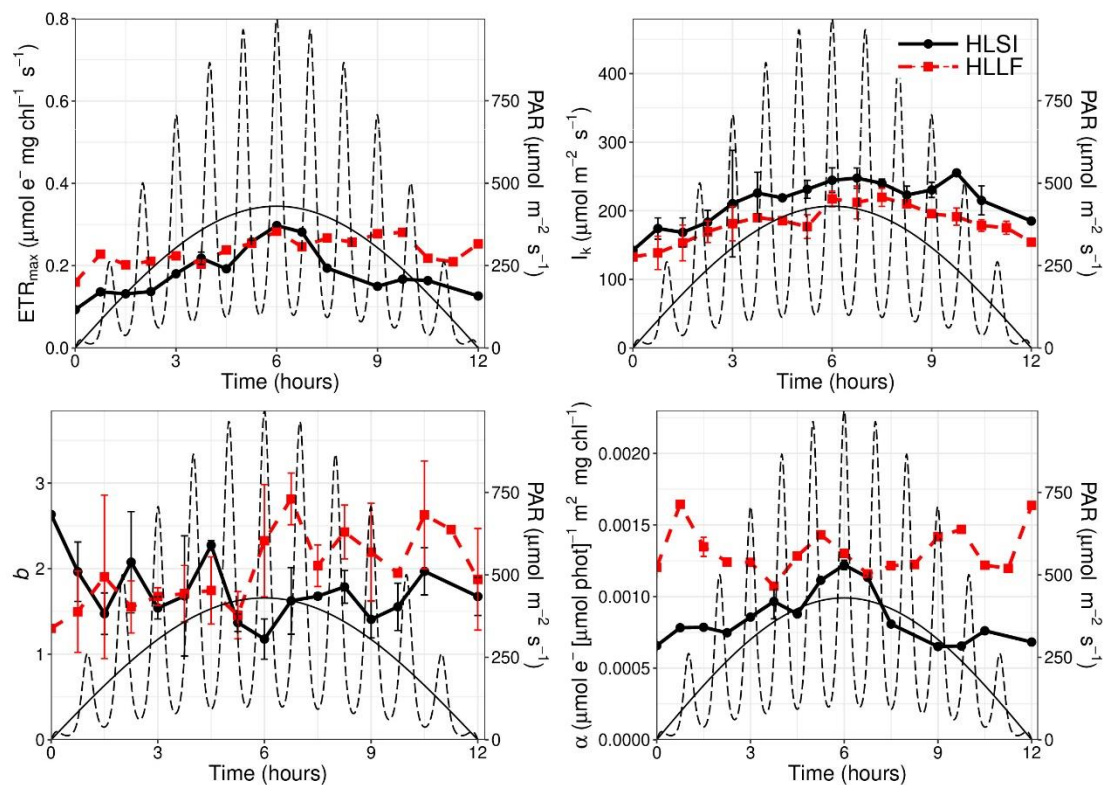 0.8
0.6
0.4
0.2
0.0
ETRmax (µmol e⁻ mg chl⁻¹ s⁻¹)
750
500
250
0
PAR (µmol m⁻² s⁻¹)
0 3 6 9 12
Time (hours)
HLSI
HLLF
400
300
200
100
0
Ik (µmol m⁻² s⁻¹)
750
500
250
0
PAR (µmol m⁻² s⁻¹)
0 3 6 9 12
Time (hours)
3
2
1
0
b
750
500
250
0
PAR (µmol m⁻² s⁻¹)
0 3 6 9 12
Time (hours)
0.0020
0.0015
0.0010
0.0005
0.0000
α (µmol e⁻ [µmol phot]⁻¹ m² mg chl⁻¹)
750
500
250
0
PAR (µmol m⁻² s⁻¹)
0 3 6 9 12
Time (hours)